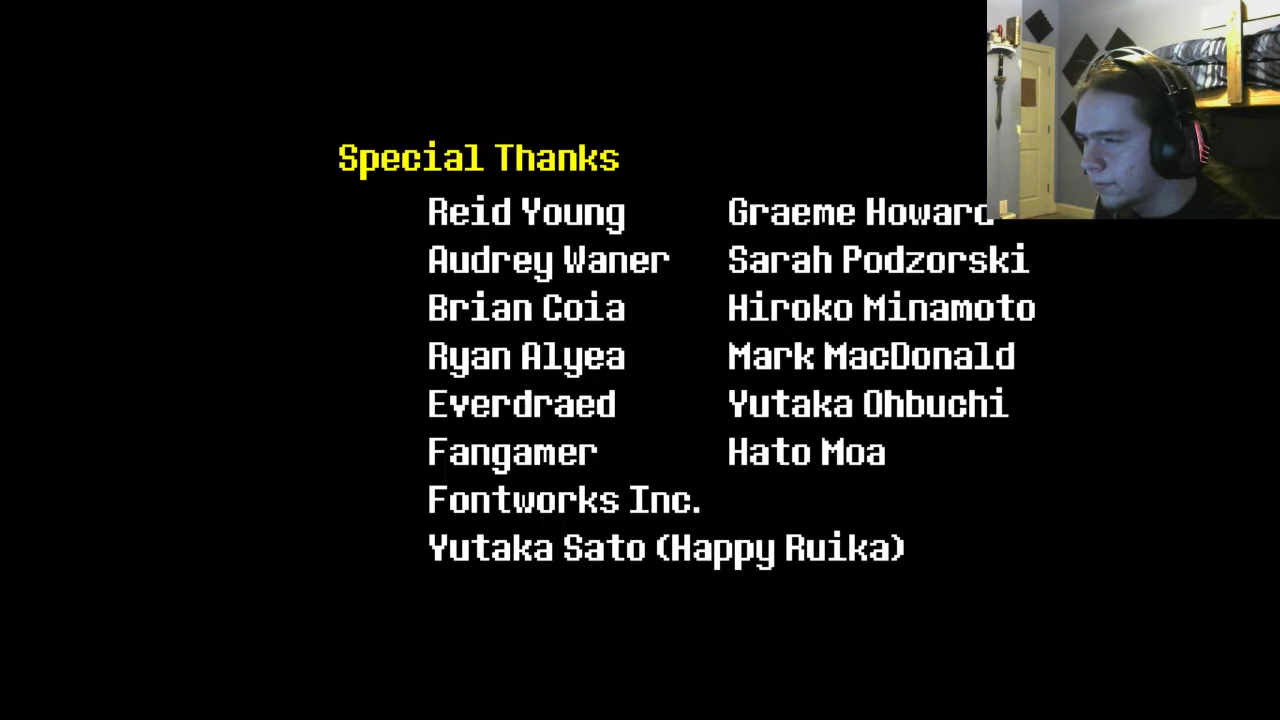 Special Thanks
Reid Young Graeme Howard
Audrey Waner Sarah Podzorski
Brian Coia Hiroko Minamoto
Ryan Alyea Mark MacDonald
Everdraed Yutaka Ohbuchi
Fangamer Hato Moa
Fontworks Inc.
Yutaka Sato (Happy Ruika)